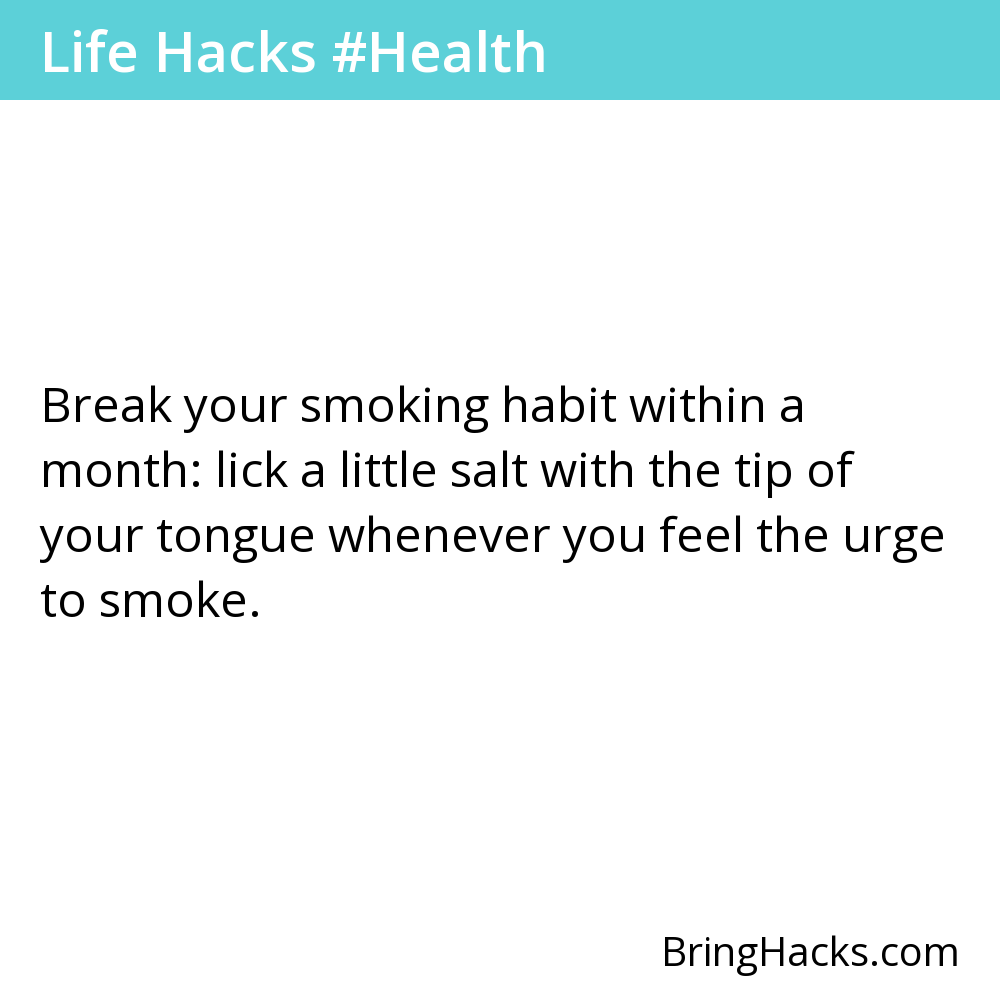 Life Hacks #Health
Break your smoking habit within a
month: lick a little salt with the tip of
your tongue whenever you feel the urge
to smoke.
BringHacks.com